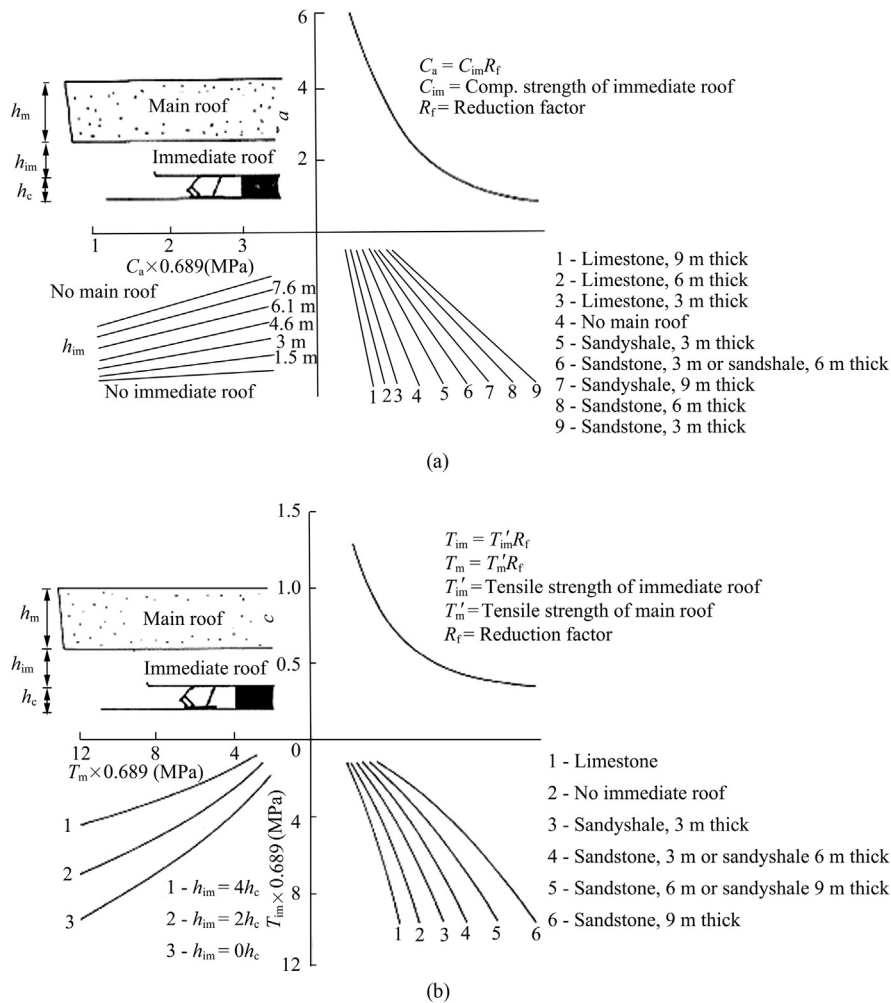 6
4
2
a
h_m
h_im
h_c
Main roof
Immediate roof
C_a = C_im R_f
C_im = Comp. strength of immediate roof
R_f = Reduction factor
1 2 3
C_a × 0.689(MPa)
No main roof
7.6 m
6.1 m
4.6 m
3 m
1.5 m
h_im
No immediate roof
1 2 3 4 5 6 7 8 9
1 - Limestone, 9 m thick
2 - Limestone, 6 m thick
3 - Limestone, 3 m thick
4 - No main roof
5 - Sandyshale, 3 m thick
6 - Sandstone, 3 m or sandshale, 6 m thick
7 - Sandyshale, 9 m thick
8 - Sandstone, 6 m thick
9 - Sandstone, 3 m thick
(a)
1.5
1.0
0.5
c
h_m
h_im
h_c
Main roof
Immediate roof
T_im = T′_im R_f
T_m = T′_m R_f
T′_im = Tensile strength of immediate roof
T′_m = Tensile strength of main roof
R_f = Reduction factor
12 8 4 0
T_m × 0.689 (MPa)
1
2
3
1 - h_im = 4h_c
2 - h_im = 2h_c
3 - h_im = 0h_c
4
8
12
T_im × 0.689 (MPa)
1 2 3 4 5 6
1 - Limestone
2 - No immediate roof
3 - Sandyshale, 3 m thick
4 - Sandstone, 3 m or sandyshale 6 m thick
5 - Sandstone, 6 m or sandyshale 9 m thick
6 - Sandstone, 9 m thick
(b)